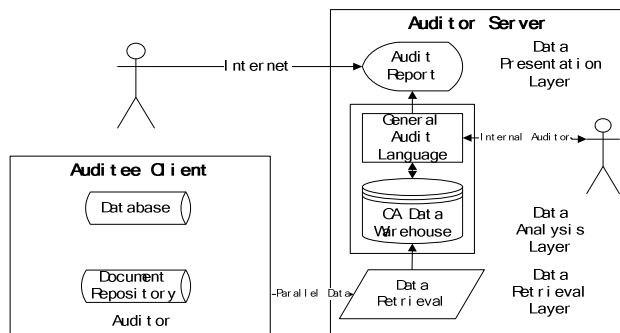 Auditor Server
Internet
Audit
Report
Data
Presentation
Layer
General
Audit
Language
Internal Auditor
Auditee Client
Database
CA Data
Warehouse
Data
Analysis
Layer
Document
Repository
Auditor
Parallel Data
Data
Retrieval
Data
Retrieval
Layer